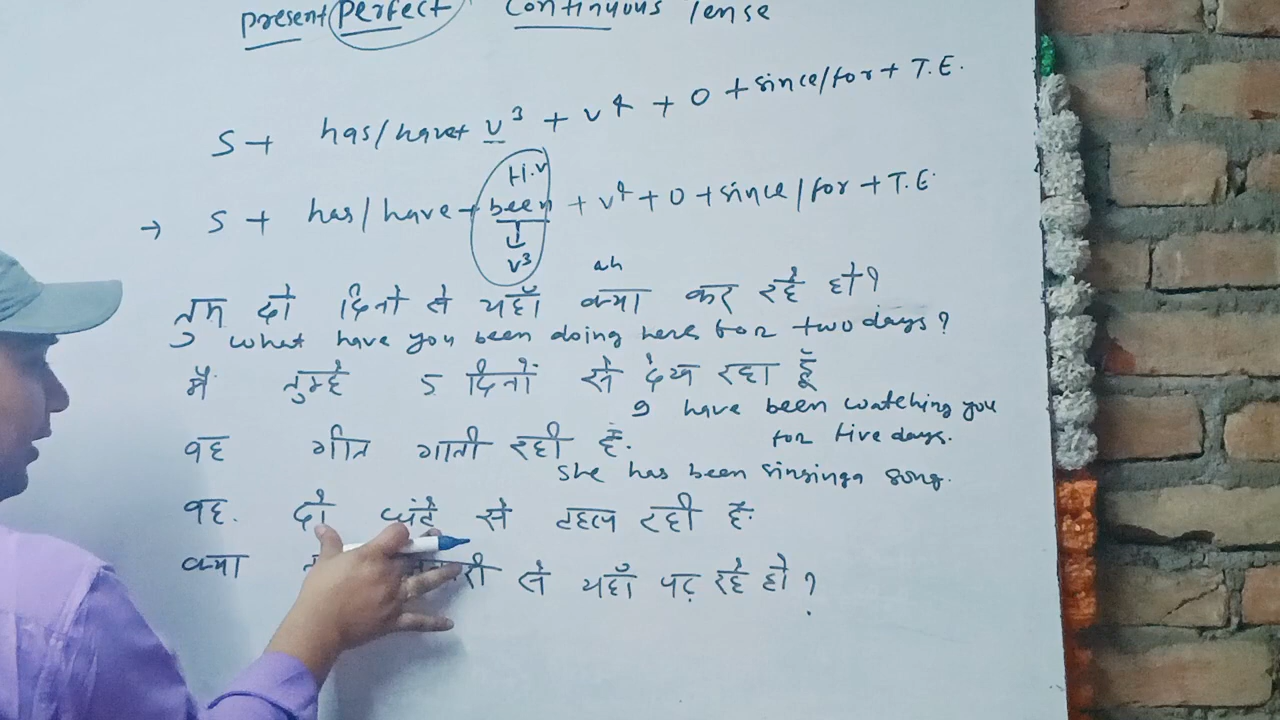 present perfect continuous Tense
S + has/have + v³ + v⁴ + O + since/for + T.E.
H.V
→ S + has/have + been + v⁴ + O + since/for + T.E.
v³
wh
तुम दो दिनों से यहाँ क्या कर रहे हो?
what have you been doing here for two days?
मैं तुम्हे 5 दिनों से देख रहा हूँ
I have been watching you for five days.
वह गीत गाती रही है.
she has been singing a song.
वह दो घंटे से टहल रही है
क्या से यहाँ पढ़ रहे हो?